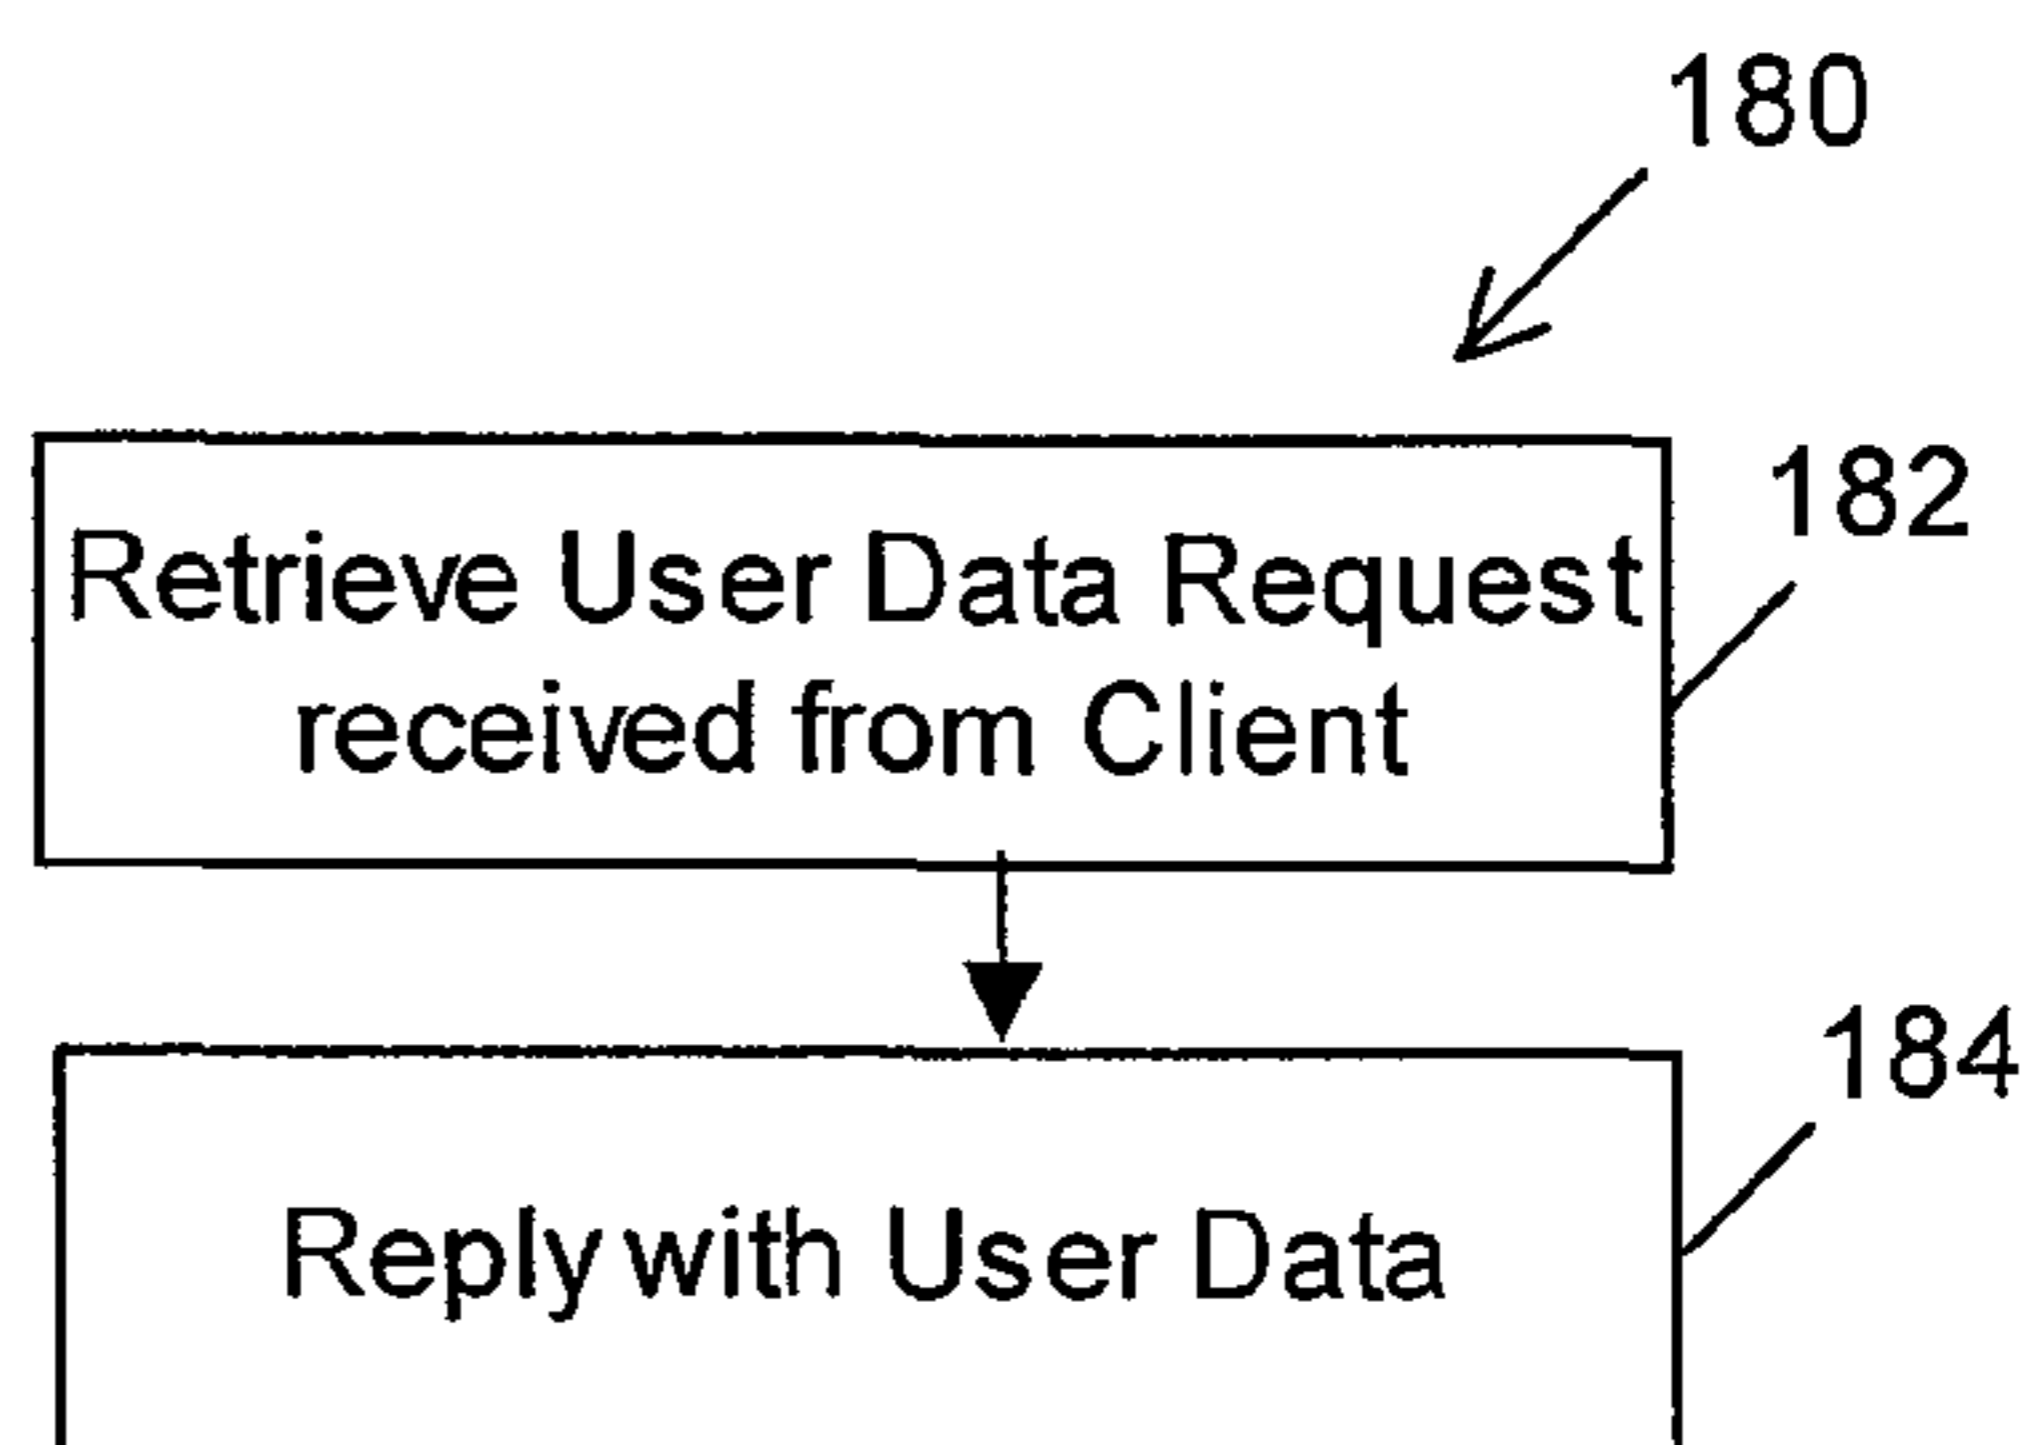 180
182
Retrieve User Data Request
received from Client
184
Reply with User Data